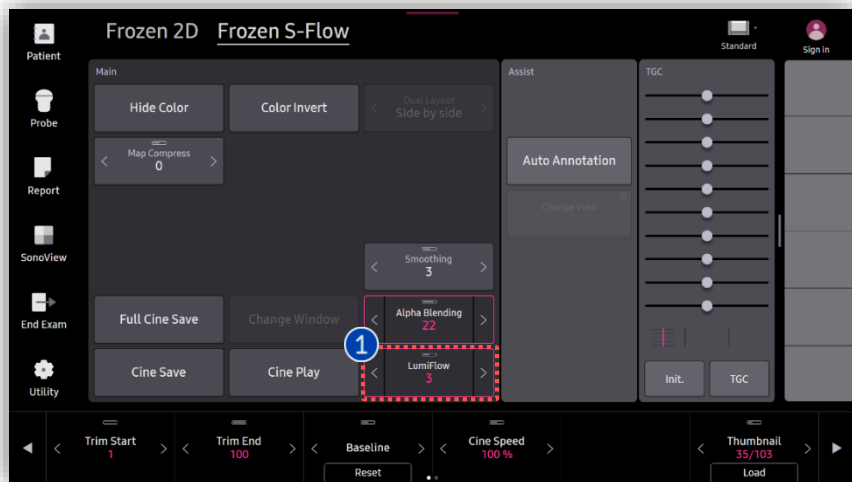 Patient
Frozen 2D
Frozen S-Flow
Standard
Sign in
Main
Assist
TGC
Hide Color
Color Invert
Dual Layout
Side by side
Probe
Map Compress
0
Auto Annotation
Report
Change View
SonoView
Smoothing
3
End Exam
Full Cine Save
Change Window
Alpha Blending
22
1
Cine Save
Cine Play
LumiFlow
3
Init.
TGC
Utility
Trim Start
1
Trim End
100
Baseline
Reset
Cine Speed
100 %
Thumbnail
35/103
Load